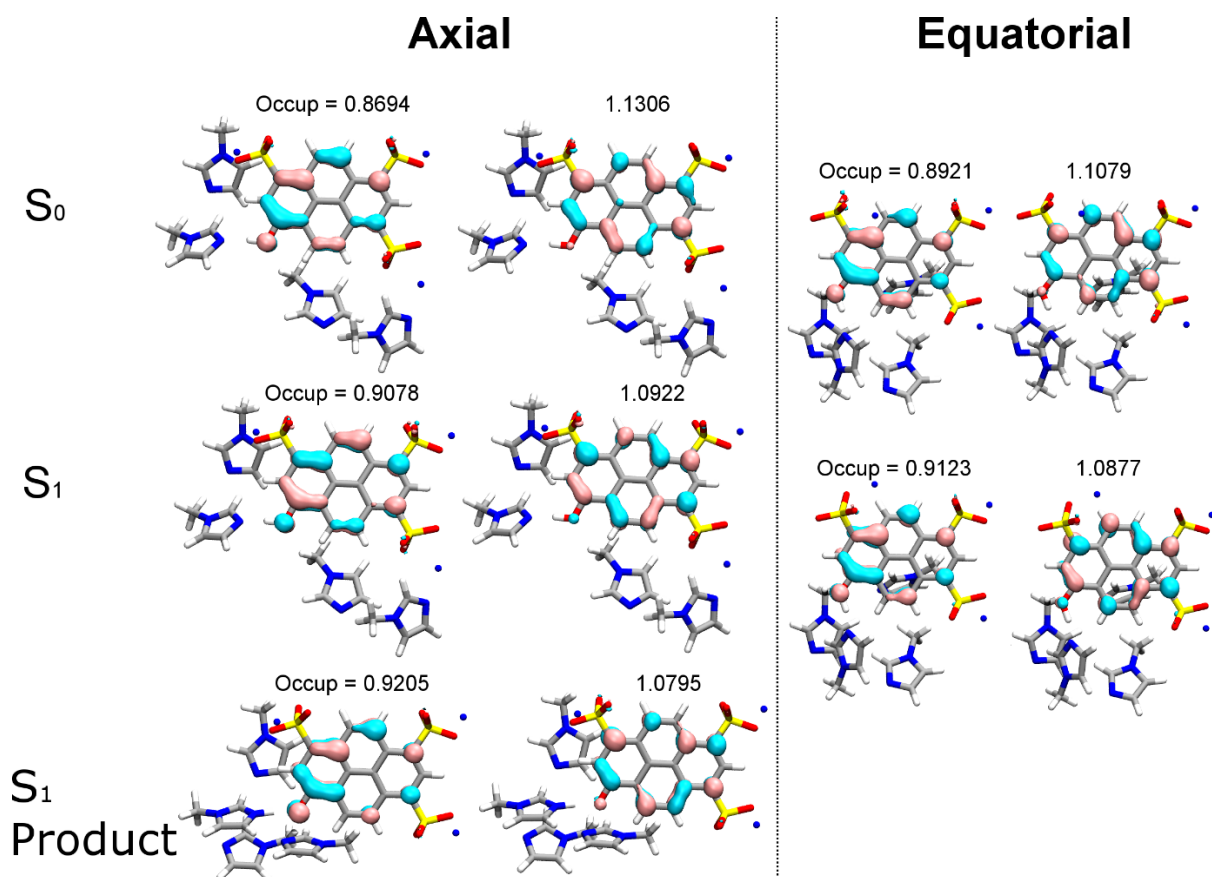 Axial
Equatorial
Occup = 0.8694
1.1306
Occup = 0.8921
1.1079
S₀
Occup = 0.9078
1.0922
Occup = 0.9123
1.0877
S₁
Occup = 0.9205
1.0795
S₁
Product